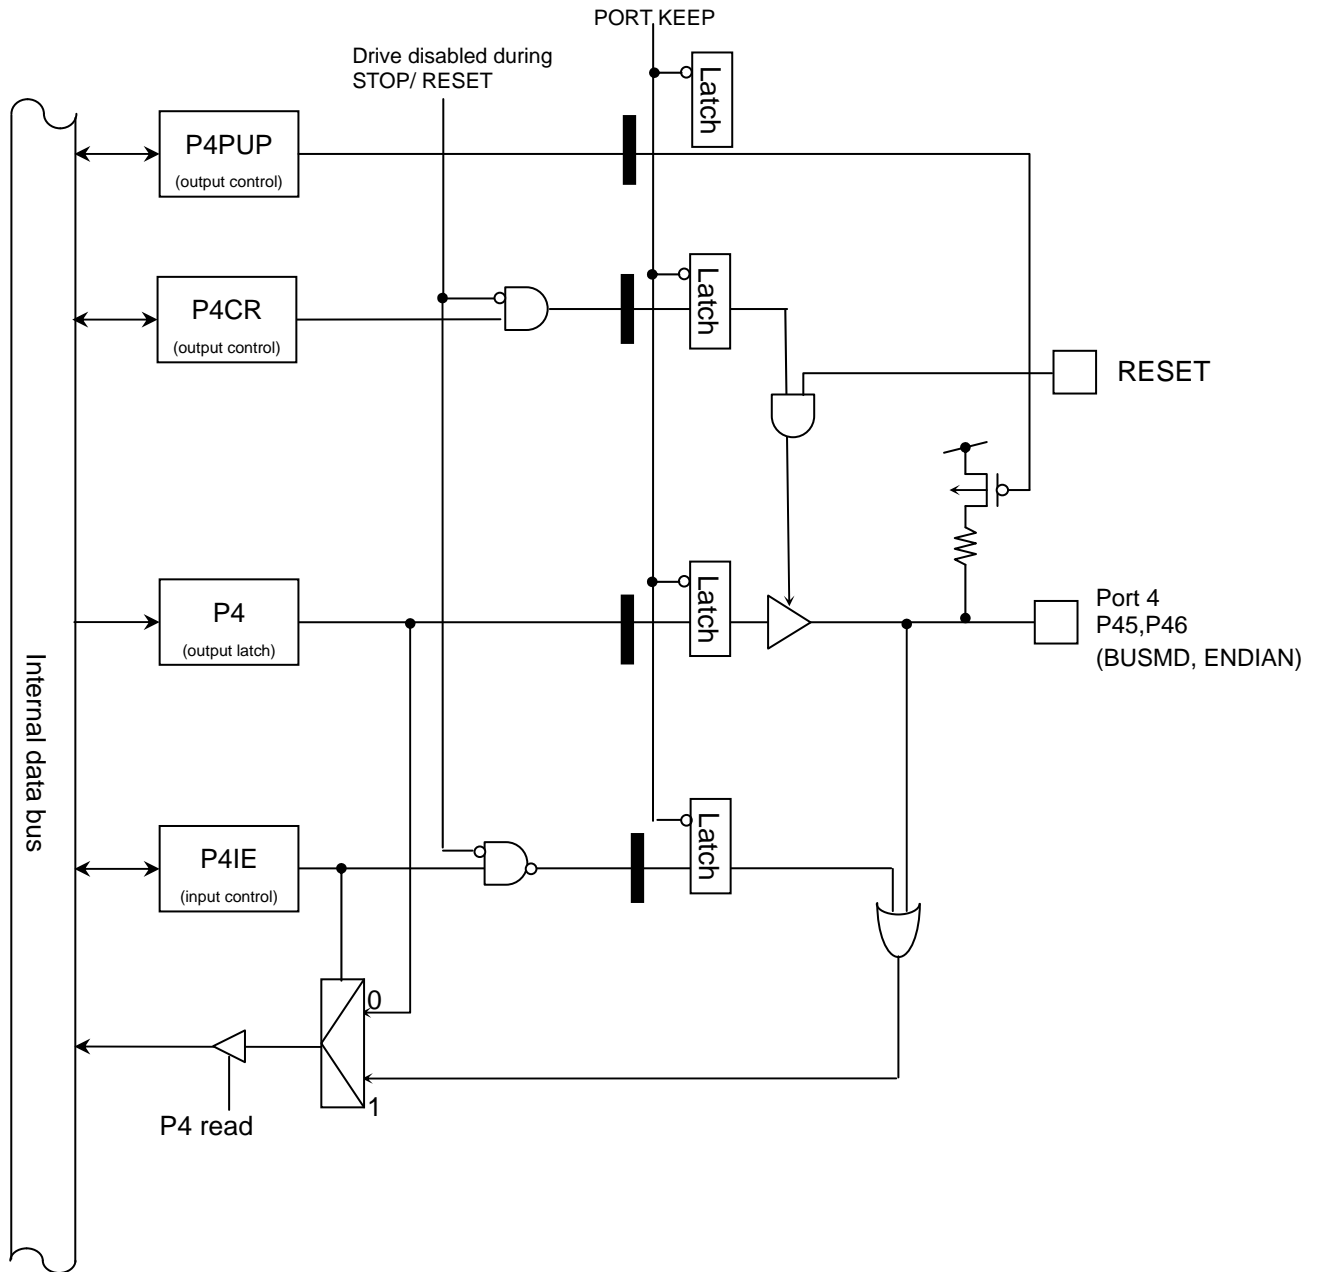 PORT KEEP
Drive disabled during
STOP/ RESET
Latch
P4PUP
(output control)
Latch
P4CR
(output control)
RESET
Latch
P4
(output latch)
Port 4
P45,P46
(BUSMD, ENDIAN)
Internal data bus
Latch
P4IE
(input control)
0
1
P4 read